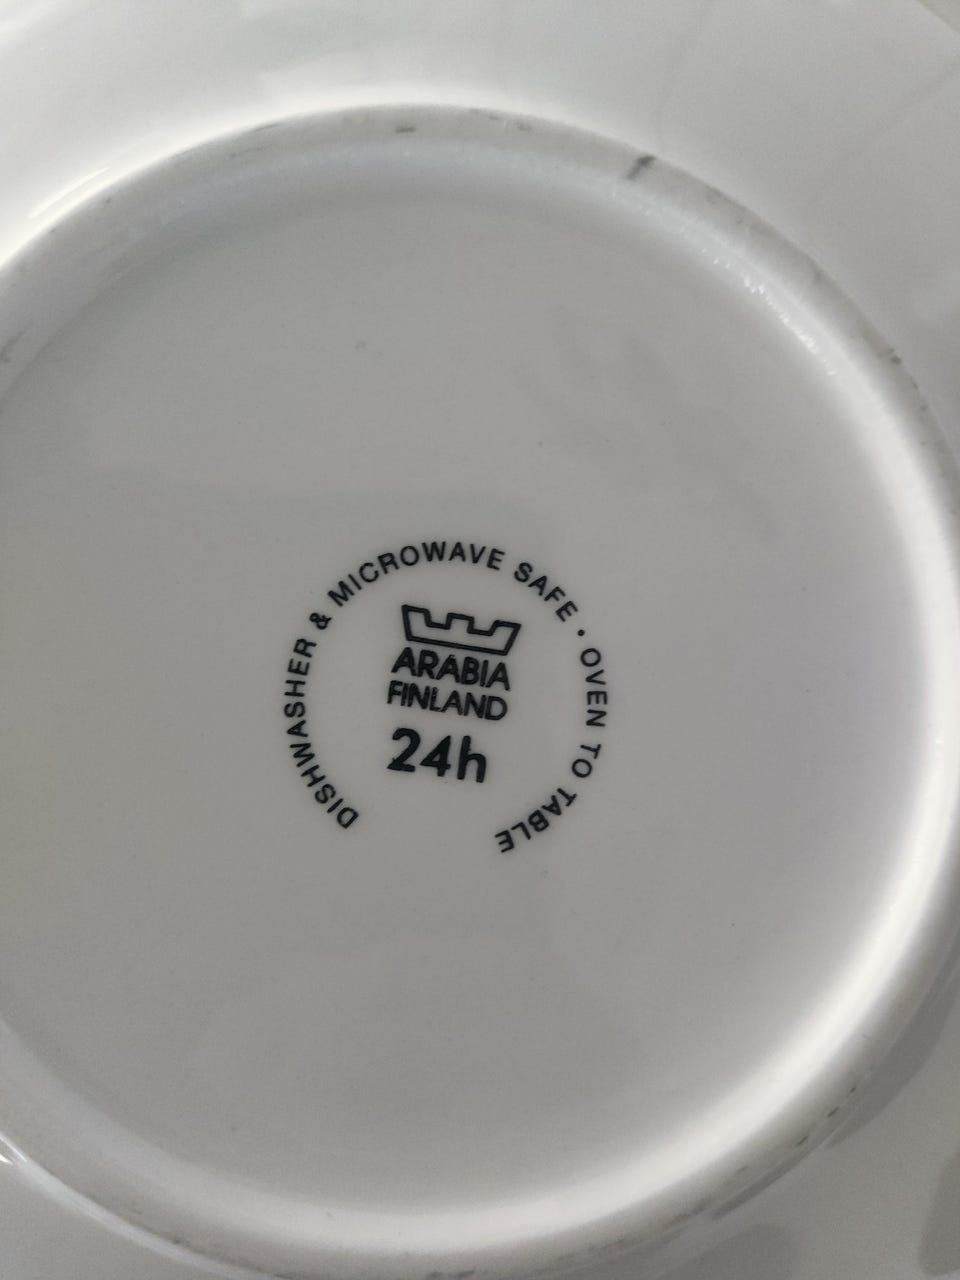 DISHWASHER & MICROWAVE SAFE · OVEN TO TABLE
ARABIA
FINLAND
24h